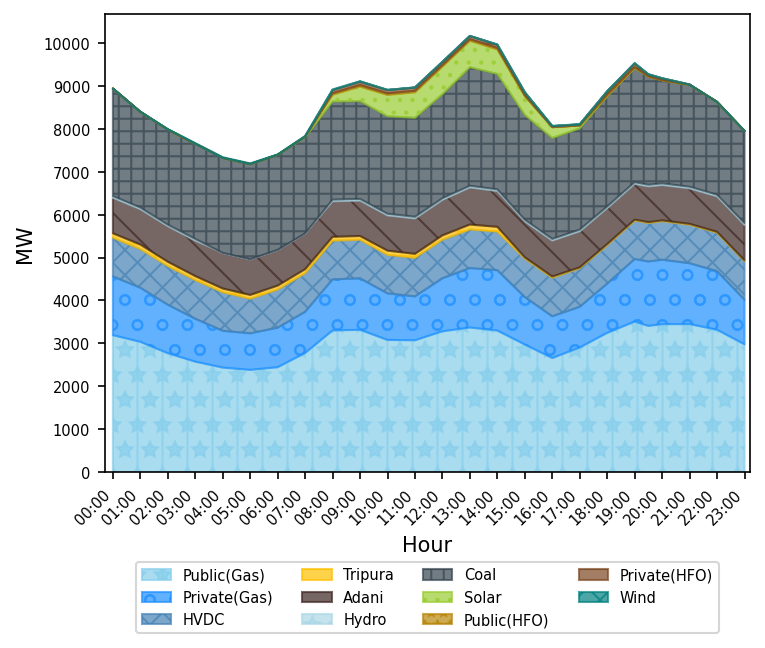 MW
10000
9000
8000
7000
6000
5000
4000
3000
2000
1000
0
00:00 01:00 02:00 03:00 04:00 05:00 06:00 07:00 08:00 09:00 10:00 11:00 12:00 13:00 14:00 15:00 16:00 17:00 18:00 19:00 20:00 21:00 22:00 23:00
Hour
Public(Gas) Tripura Coal Private(HFO)
Private(Gas) Adani Solar Wind
HVDC Hydro Public(HFO)